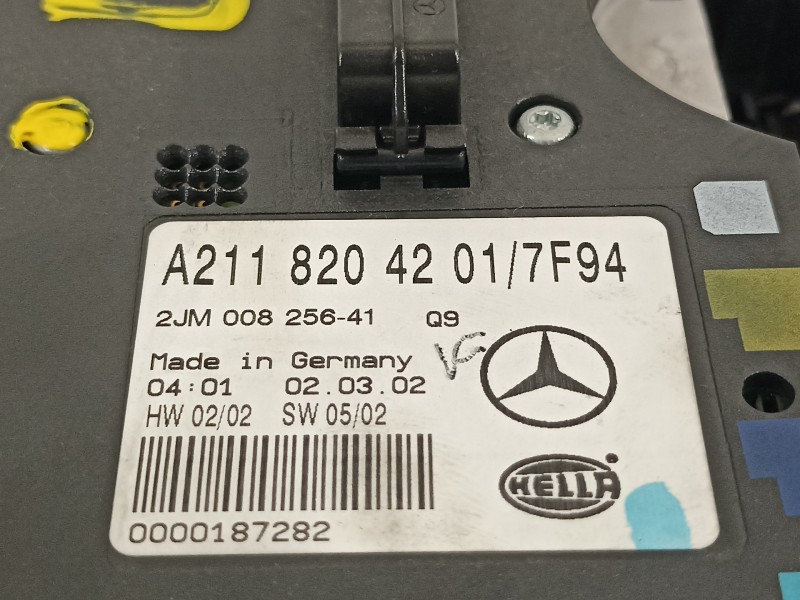 A211 820 42 01/7F94
2JM 008 256-41 Q9
Made in Germany
04:01 02.03.02
HW 02/02 SW 05/02
HELLA
0000187282